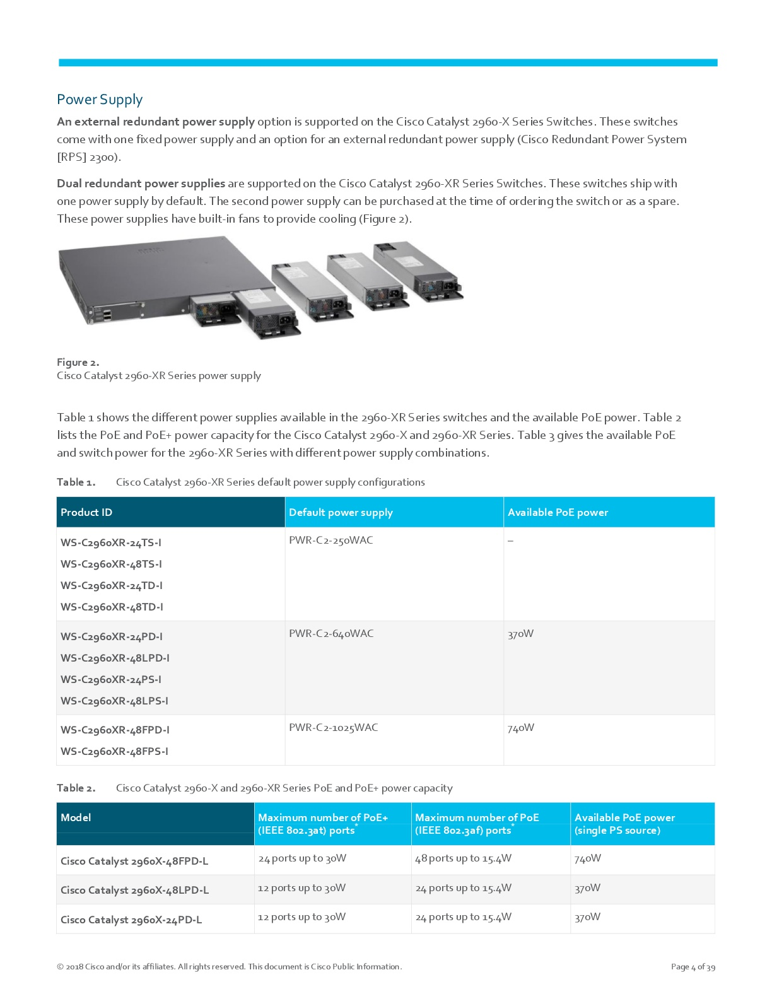 Power Supply
An external redundant power supply option is supported on the Cisco Catalyst 2960-X Series Switches. These switches
come with one fixed power supply and an option for an external redundant power supply (Cisco Redundant Power System
[RPS] 2300).
Dual redundant power supplies are supported on the Cisco Catalyst 2960-XR Series Switches. These switches ship with
one power supply by default. The second power supply can be purchased at the time of ordering the switch or as a spare.
These power supplies have built-in fans to provide cooling (Figure 2).
Figure 2.
Cisco Catalyst 2960-XR Series power supply
Table 1 shows the different power supplies available in the 2960-XR Series switches and the available PoE power. Table 2
lists the PoE and PoE+ power capacity for the Cisco Catalyst 2960-X and 2960-XR Series. Table 3 gives the available PoE
and switch power for the 2960-XR Series with different power supply combinations.
Table 1. Cisco Catalyst 2960-XR Series default power supply configurations
Product ID Default power supply Available PoE power
WS-C2960XR-24TS-I PWR-C2-250WAC –
WS-C2960XR-48TS-I
WS-C2960XR-24TD-I
WS-C2960XR-48TD-I
WS-C2960XR-24PD-I PWR-C2-640WAC 370W
WS-C2960XR-48LPD-I
WS-C2960XR-24PS-I
WS-C2960XR-48LPS-I
WS-C2960XR-48FPD-I PWR-C2-1025WAC 740W
WS-C2960XR-48FPS-I
Table 2. Cisco Catalyst 2960-X and 2960-XR Series PoE and PoE+ power capacity
Model Maximum number of PoE+ Maximum number of PoE Available PoE power
(IEEE 802.3at) ports* (IEEE 802.3af) ports* (single PS source)
Cisco Catalyst 2960X-48FPD-L 24 ports up to 30W 48 ports up to 15.4W 740W
Cisco Catalyst 2960X-48LPD-L 12 ports up to 30W 24 ports up to 15.4W 370W
Cisco Catalyst 2960X-24PD-L 12 ports up to 30W 24 ports up to 15.4W 370W
© 2018 Cisco and/or its affiliates. All rights reserved. This document is Cisco Public Information. Page 4 of 39